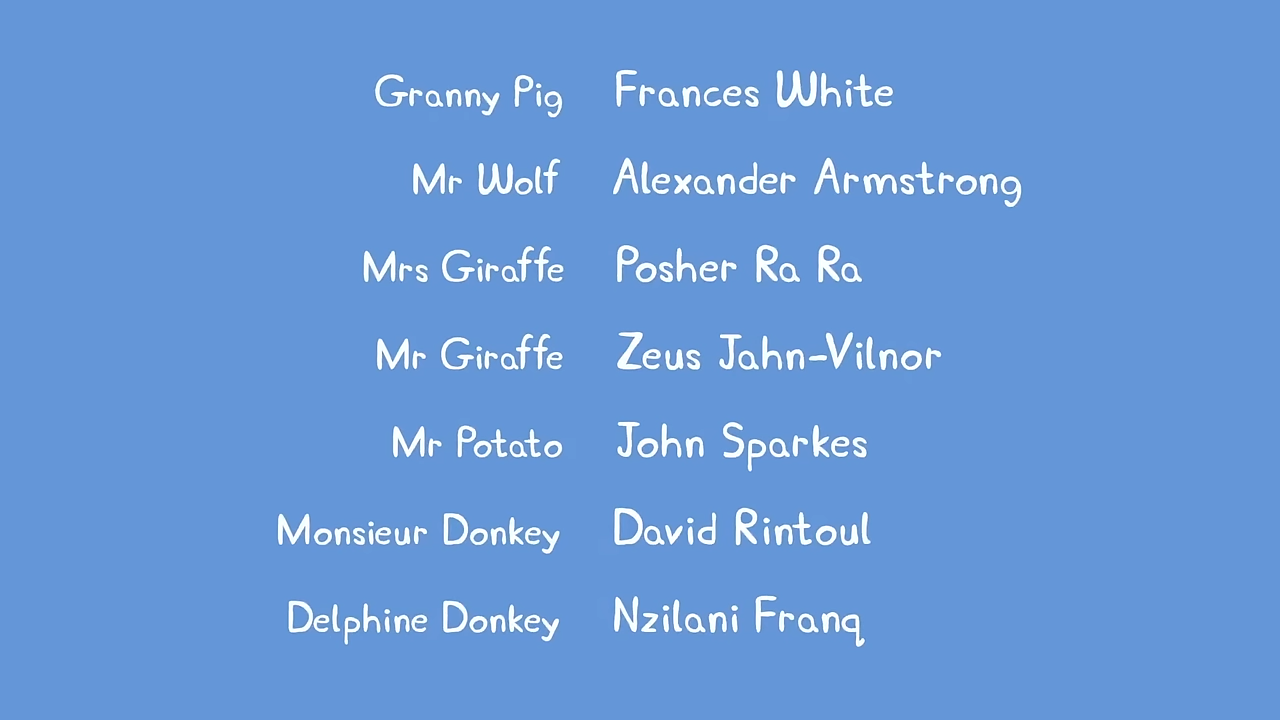 Granny Pig Frances White
Mr Wolf Alexander Armstrong
Mrs Giraffe Posher Ra Ra
Mr Giraffe Zeus Jahn-Vilnor
Mr Potato John Sparkes
Monsieur Donkey David Rintoul
Delphine Donkey Nzilani Franq